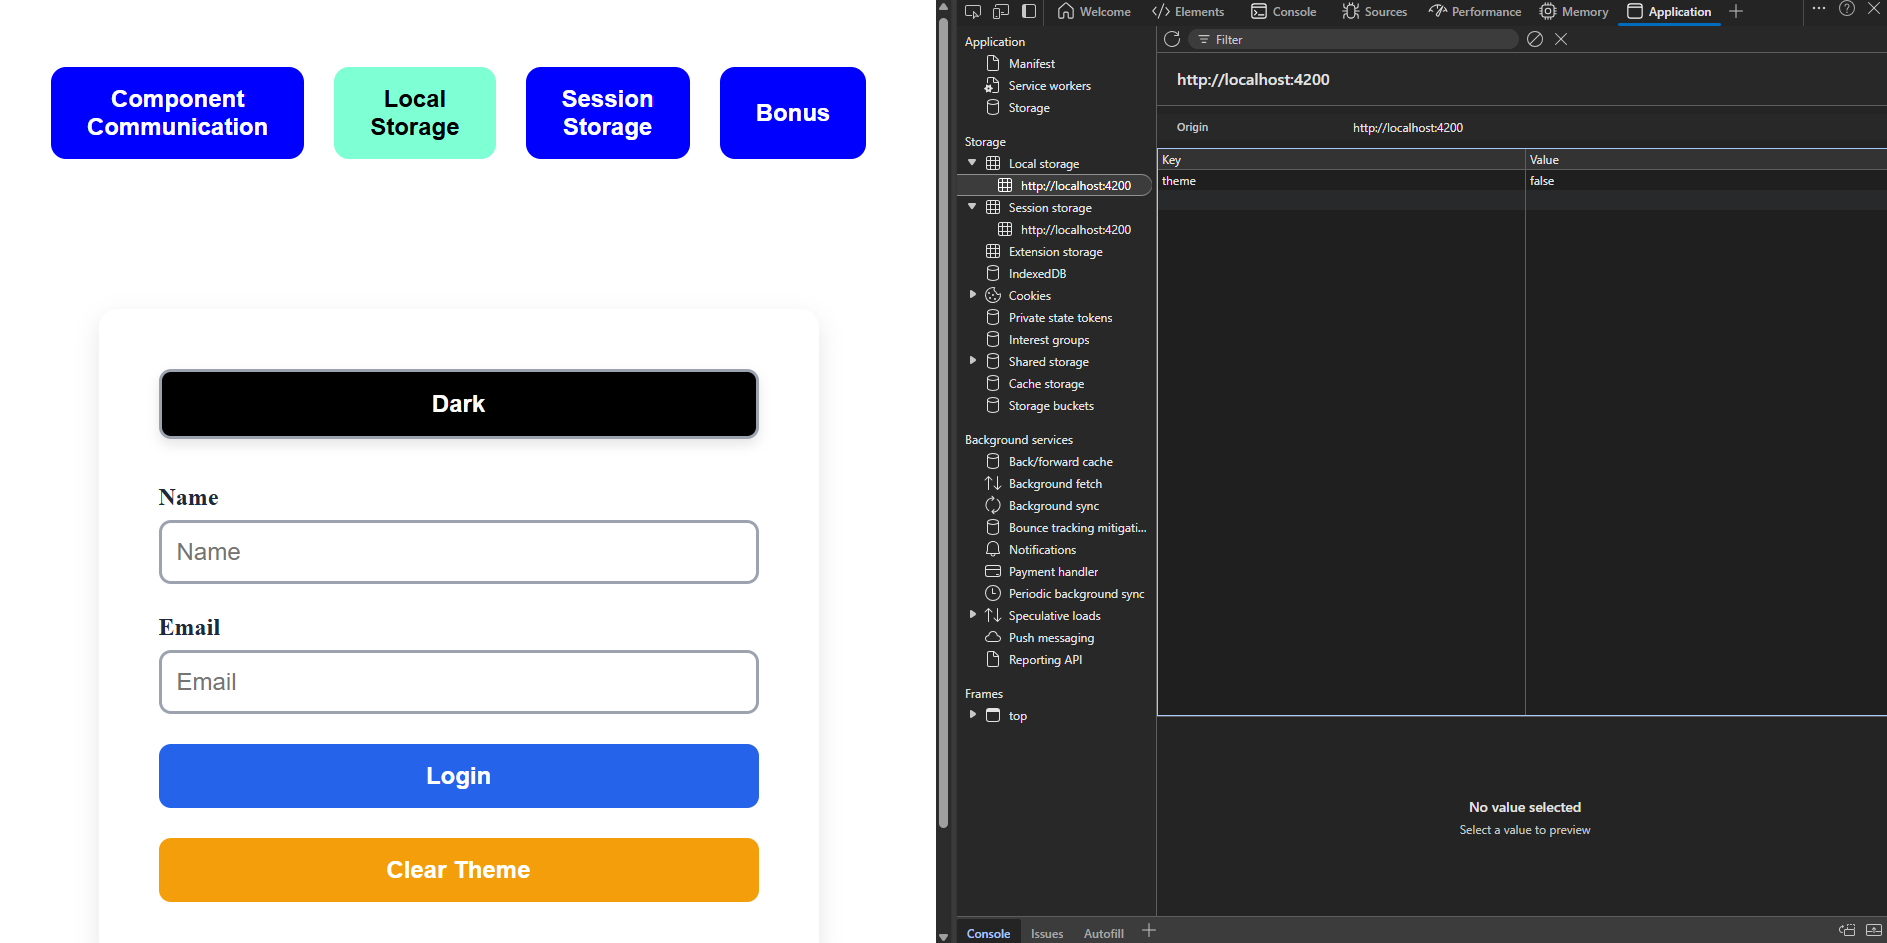 Component
Communication
Local
Storage
Session
Storage
Bonus
Dark
Name
Name
Email
Email
Login
Clear Theme
Welcome
Elements
Console
Sources
Performance
Memory
Application
Application
Manifest
Service workers
Storage
Storage
Local storage
http://localhost:4200
Session storage
http://localhost:4200
Extension storage
IndexedDB
Cookies
Private state tokens
Interest groups
Shared storage
Cache storage
Storage buckets
Background services
Back/forward cache
Background fetch
Background sync
Bounce tracking mitigati...
Notifications
Payment handler
Periodic background sync
Speculative loads
Push messaging
Reporting API
Frames
top
Filter
http://localhost:4200
Origin http://localhost:4200
Key Value
theme false
No value selected
Select a value to preview
Console Issues Autofill